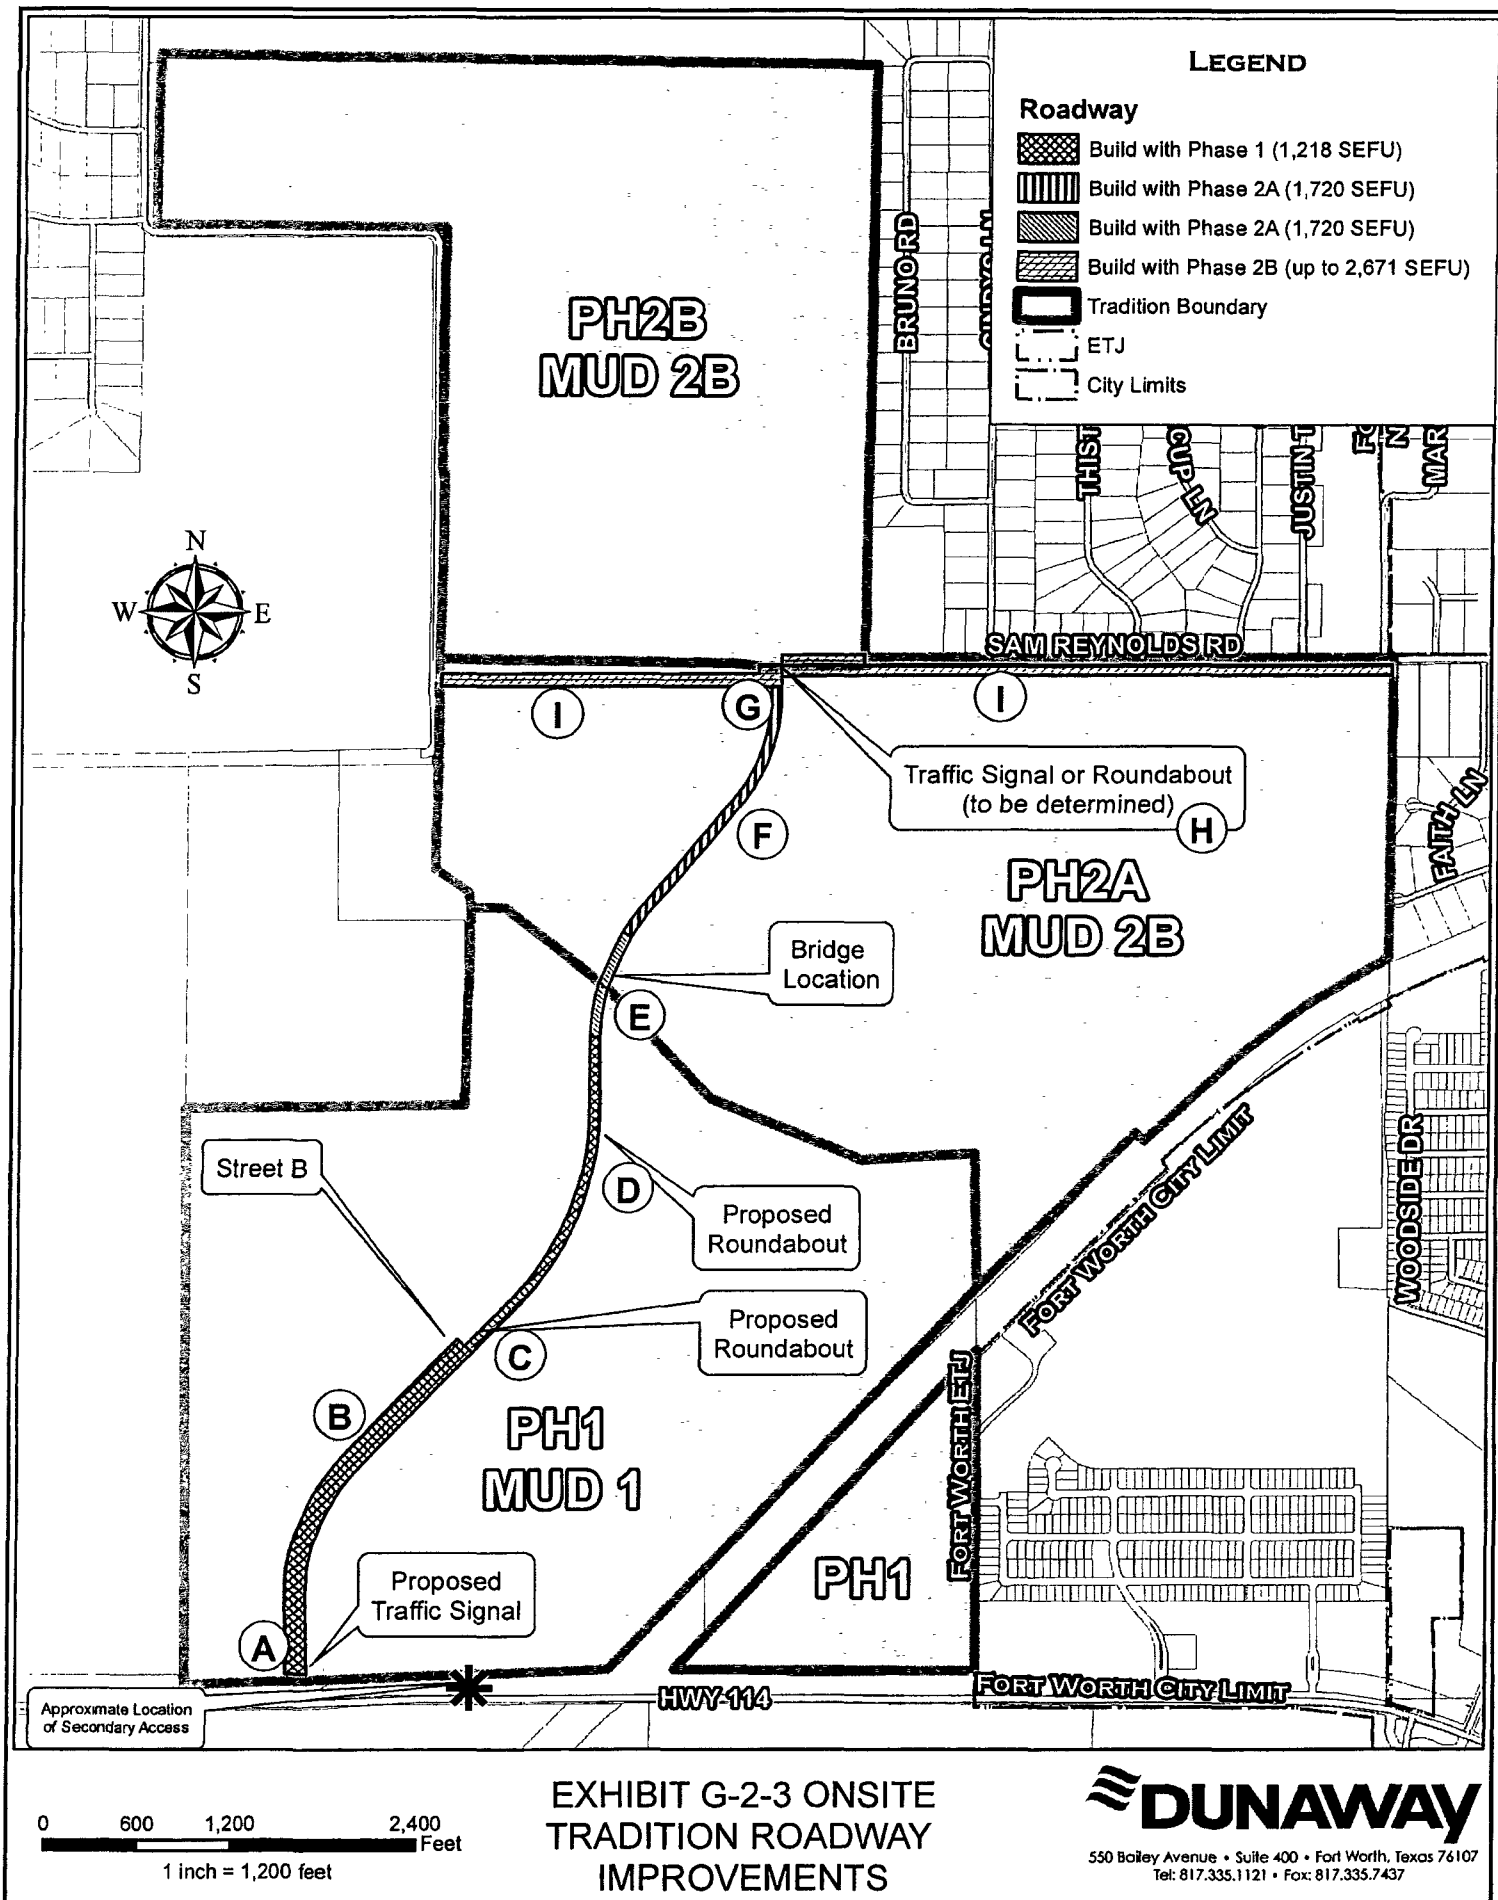 LEGEND
Roadway
Build with Phase 1 (1,218 SEFU)
Build with Phase 2A (1,720 SEFU)
Build with Phase 2A (1,720 SEFU)
Build with Phase 2B (up to 2,671 SEFU)
Tradition Boundary
ETJ
City Limits
BRUNO RD
PH2B
MUD 2B
THIST
CUP LN
JUSTIN T
FO
N
MAR
N
W
E
S
SAM REYNOLDS RD
I
G
I
Traffic Signal or Roundabout
(to be determined)
H
F
FAITH LN
PH2A
MUD 2B
Bridge
Location
E
Street B
D
Proposed
Roundabout
FORT WORTH CITY LIMIT
WOODSIDE DR
Proposed
Roundabout
C
B
PH1
MUD 1
FORT WORTH ETJ
PH1
Proposed
Traffic Signal
A
Approximate Location
of Secondary Access
HWY 114
FORT WORTH CITY LIMIT
0 600 1,200 2,400
Feet
1 inch = 1,200 feet
EXHIBIT G-2-3 ONSITE
TRADITION ROADWAY
IMPROVEMENTS
DUNAWAY
550 Bailey Avenue • Suite 400 • Fort Worth, Texas 76107
Tel: 817.335.1121 • Fax: 817.335.7437